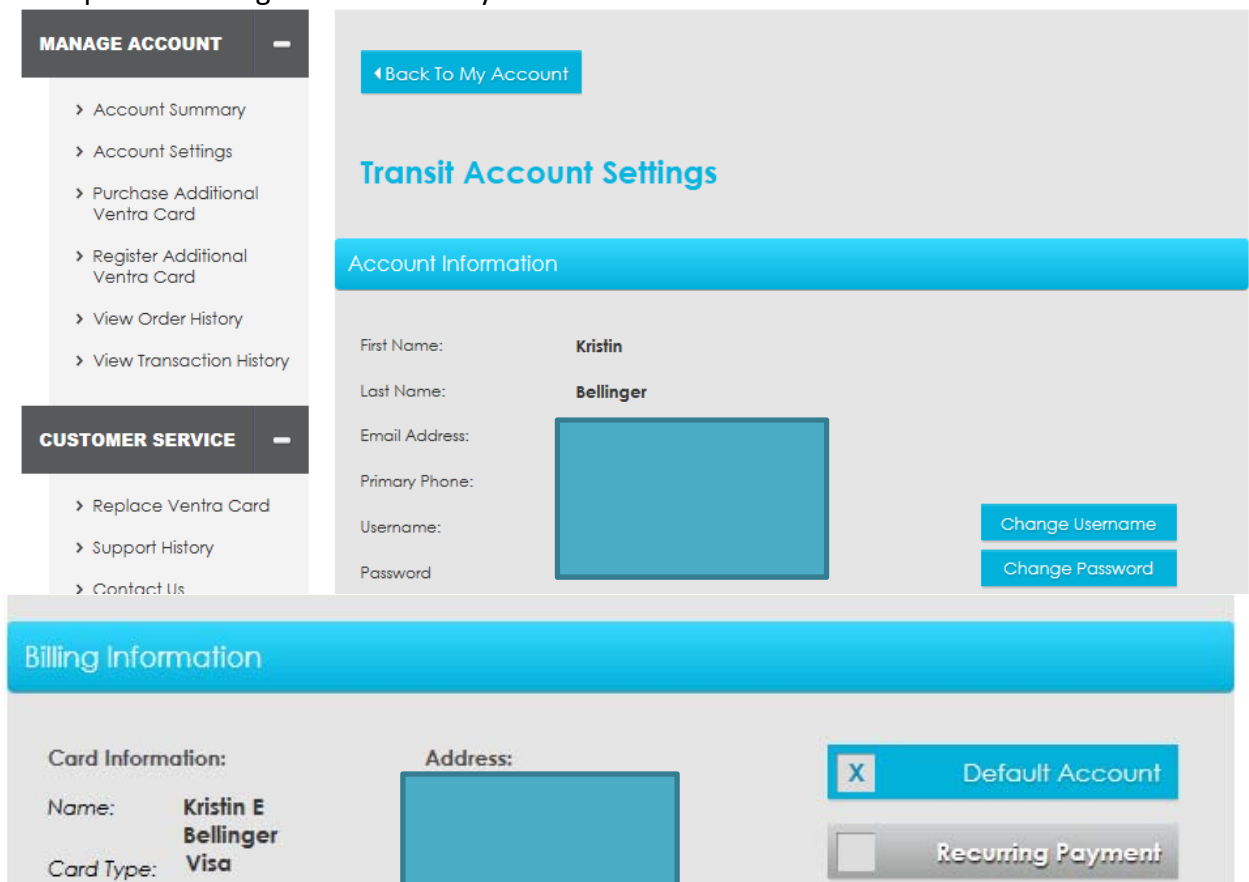 MANAGE ACCOUNT
Account Summary
Account Settings
Purchase Additional
Ventra Card
Register Additional
Ventra Card
View Order History
View Transaction History
CUSTOMER SERVICE
Replace Ventra Card
Support History
Contact Us
Back To My Account
Transit Account Settings
Account Information
First Name: Kristin
Last Name: Bellinger
Email Address:
Primary Phone:
Username:
Change Username
Password
Change Password
Billing Information
Card Information:
Name: Kristin E
Bellinger
Card Type: Visa
Address:
X Default Account
Recurring Payment